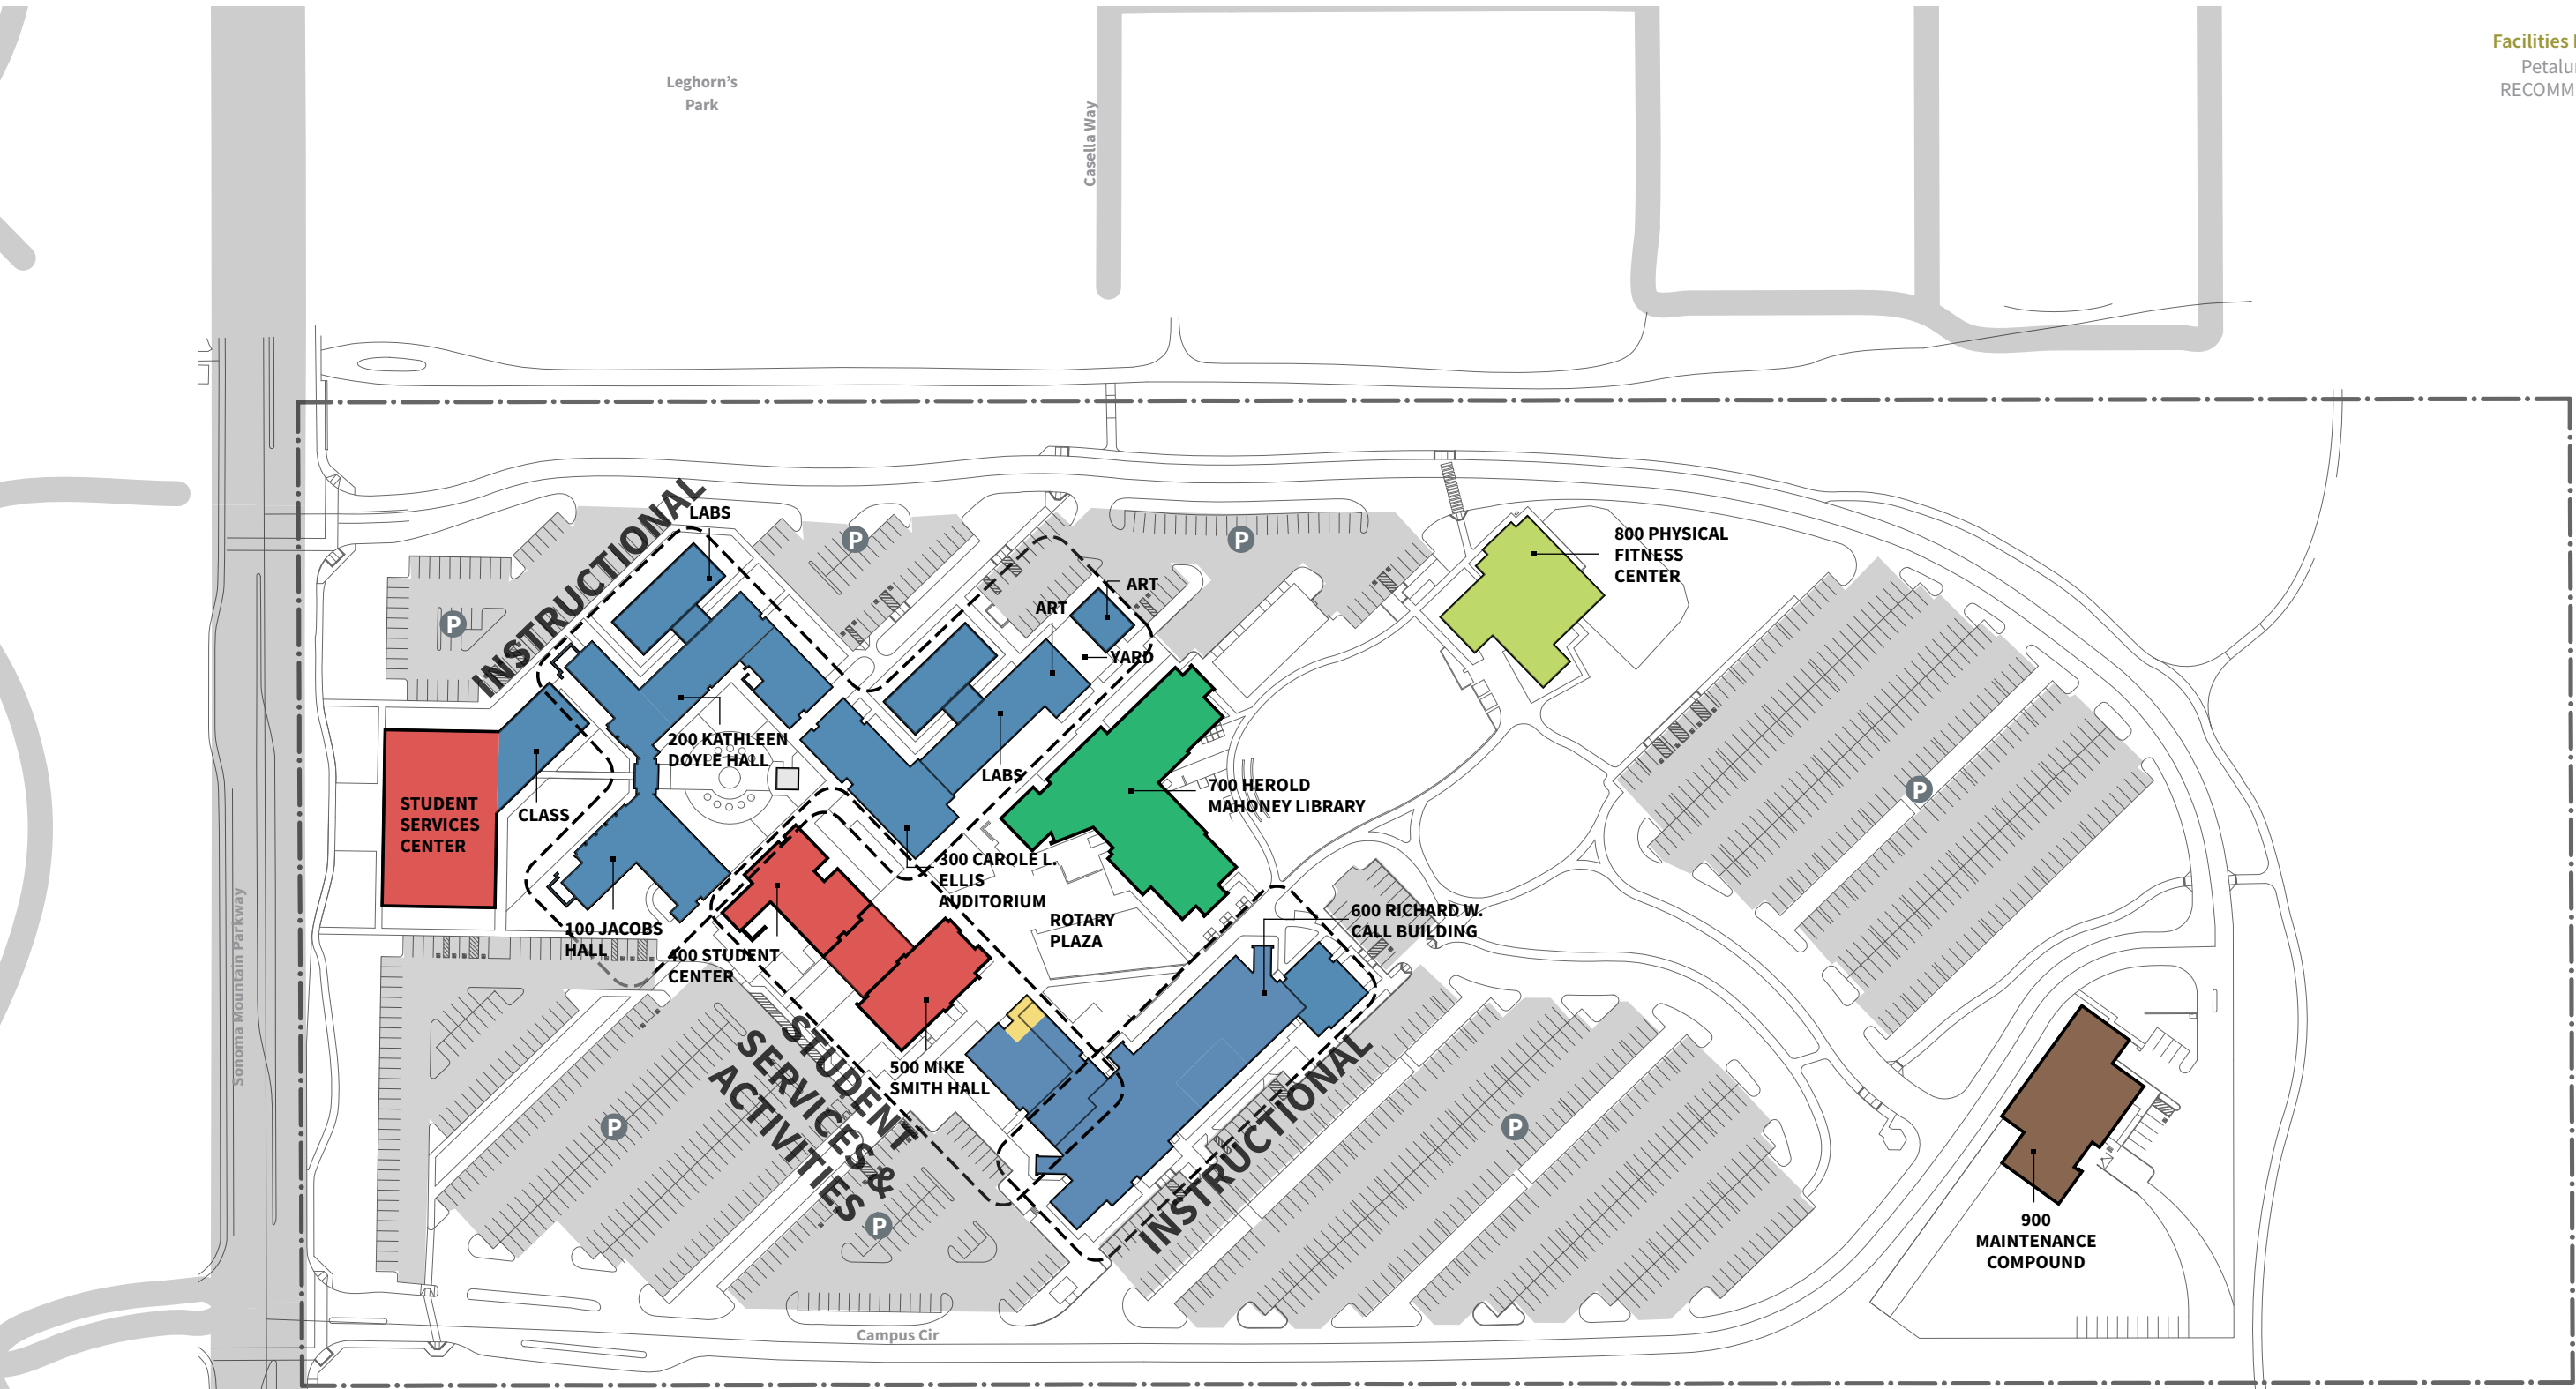 Facilities
Petalu
RECOMM
Leghorn's
Park
Casella Way
INSTRUCTIONAL
LABS
P
P
P
800 PHYSICAL
FITNESS
CENTER
ART
ART
YARD
200 KATHLEEN
DOYLE HALL
LABS
700 HEROLD
MAHONEY LIBRARY
P
STUDENT
SERVICES
CENTER
CLASS
300 CAROLE L.
ELLIS
AUDITORIUM
ROTARY
PLAZA
600 RICHARD W.
CALL BUILDING
100 JACOBS
HALL
400 STUDENT
CENTER
Sonoma Mountain Parkway
500 MIKE
SMITH HALL
STUDENT
SERVICES &
ACTIVITIES
INSTRUCTIONAL
P
P
P
900
MAINTENANCE
COMPOUND
Campus Cir